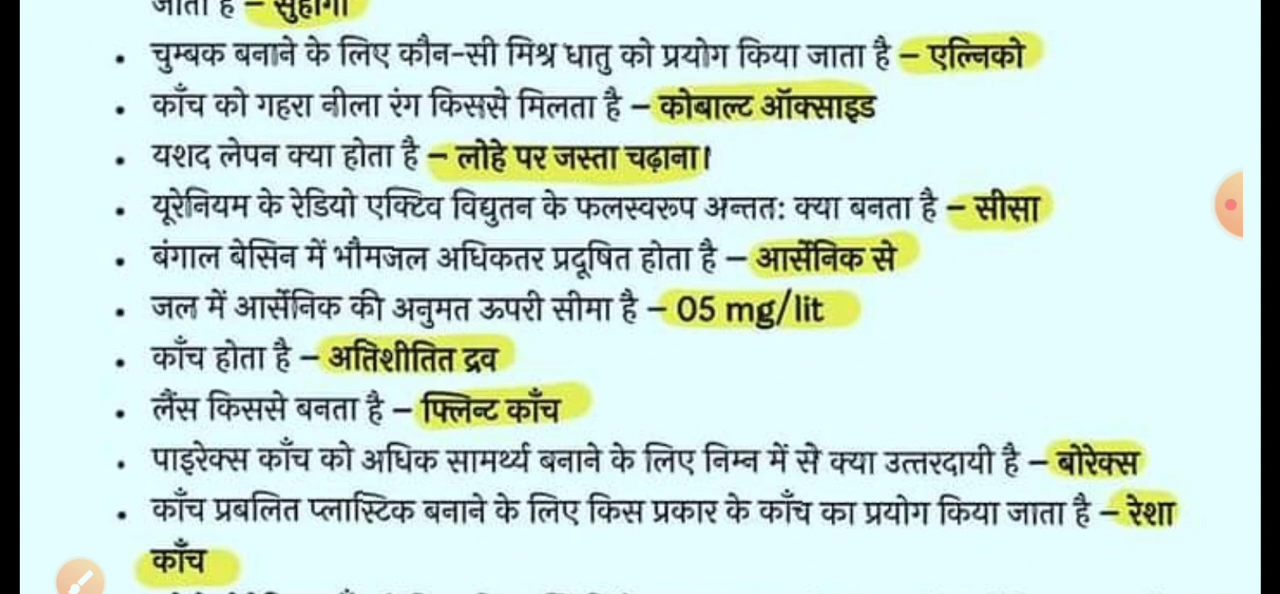 जाता है – सुहागा
• चुम्बक बनाने के लिए कौन-सी मिश्र धातु को प्रयोग किया जाता है – एल्निको
• काँच को गहरा नीला रंग किससे मिलता है – कोबाल्ट ऑक्साइड
• यशद लेपन क्या होता है – लोहे पर जस्ता चढ़ाना।
• यूरेनियम के रेडियो एक्टिव विद्युतन के फलस्वरूप अन्ततः क्या बनता है – सीसा
• बंगाल बेसिन में भौमजल अधिकतर प्रदूषित होता है – आर्सेनिक से
• जल में आर्सेनिक की अनुमत ऊपरी सीमा है – 05 mg/lit
• काँच होता है – अतिशीतित द्रव
• लैंस किससे बनता है – फ्लिन्ट काँच
• पाइरेक्स काँच को अधिक सामर्थ्य बनाने के लिए निम्न में से क्या उत्तरदायी है – बोरेक्स
• काँच प्रबलित प्लास्टिक बनाने के लिए किस प्रकार के काँच का प्रयोग किया जाता है – रेशा
काँच